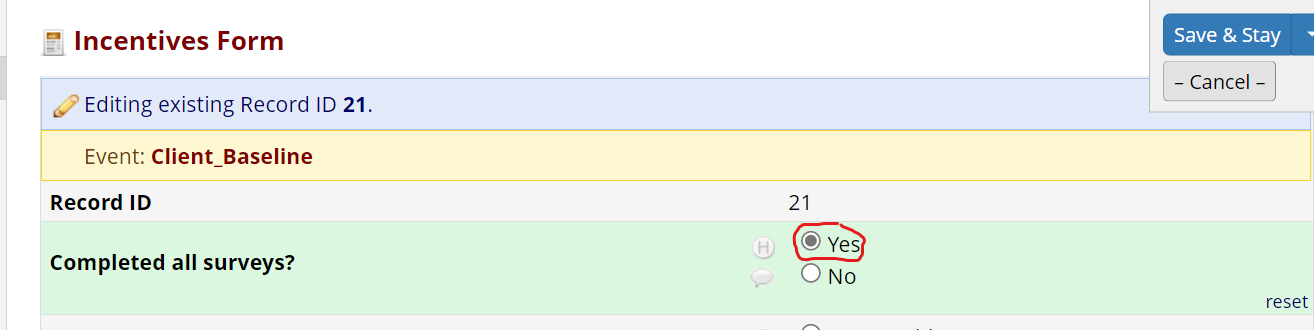 Incentives Form
Save & Stay
– Cancel –
Editing existing Record ID 21.
Event: Client_Baseline
Record ID 21
H Yes
Completed all surveys?
No
reset